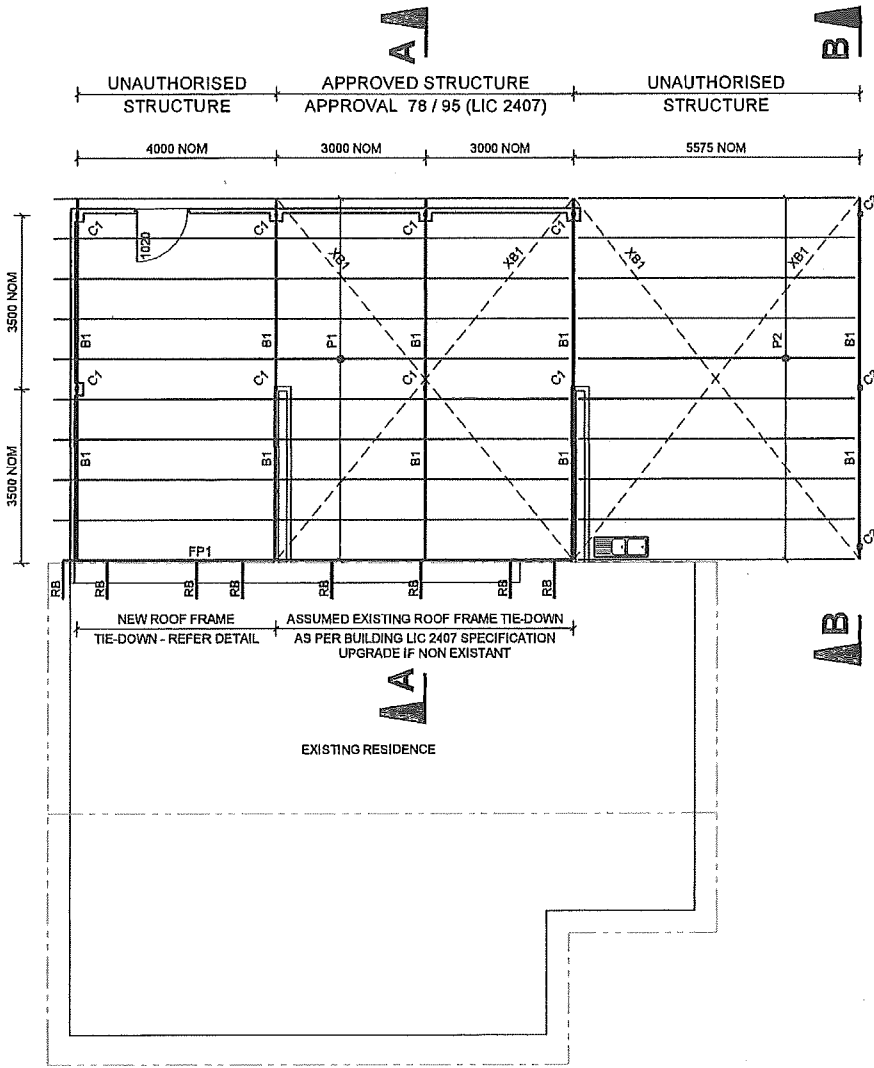 A
B
UNAUTHORISED
STRUCTURE
APPROVED STRUCTURE
APPROVAL 78 / 95 (LIC 2407)
UNAUTHORISED
STRUCTURE
4000 NOM
3000 NOM
3000 NOM
5575 NOM
3500 NOM
3500 NOM
C1
1020
C1
C1
C1
XB1
XB1
XB1
XB1
B1
B1
P1
B1
B1
P2
B1
C1
C1
C1
C1
B1
B1
B1
B1
B1
FP1
RB
RB
RB
RB
RB
RB
RB
RB
NEW ROOF FRAME
TIE-DOWN - REFER DETAIL
ASSUMED EXISTING ROOF FRAME TIE-DOWN
AS PER BUILDING LIC 2407 SPECIFICATION
UPGRADE IF NON EXISTANT
B
A
EXISTING RESIDENCE